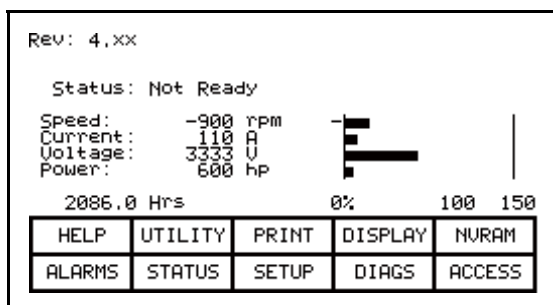 Rev: 4.xx
Status: Not Ready
Speed: -900 rpm -
Current: 110 A
Voltage: 3333 V
Power: 600 hp
2086.0 Hrs 0% 100 150
HELP UTILITY PRINT DISPLAY NVRAM
ALARMS STATUS SETUP DIAGS ACCESS